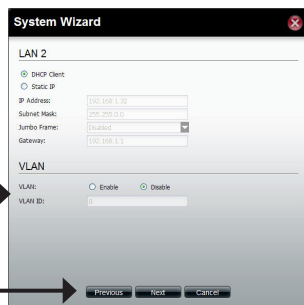 System Wizard
LAN 2
DHCP Client
Static IP
IP Address: 192.168.1.32
Subnet Mask: 255.255.0.0
Jumbo Frame: Disabled
Gateway: 192.168.1.1
VLAN
VLAN: Enable Disable
VLAN ID: 0
Previous Next Cancel